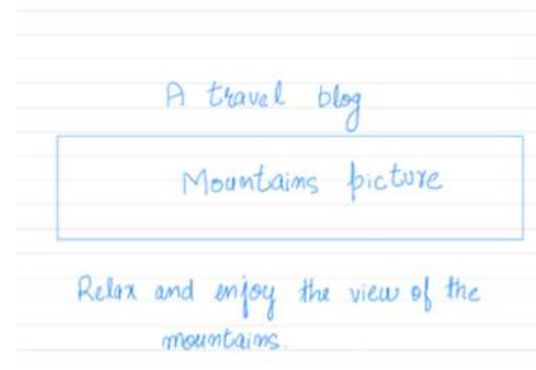 A travel blog
Mountains picture
Relax and enjoy the view of the
mountains.